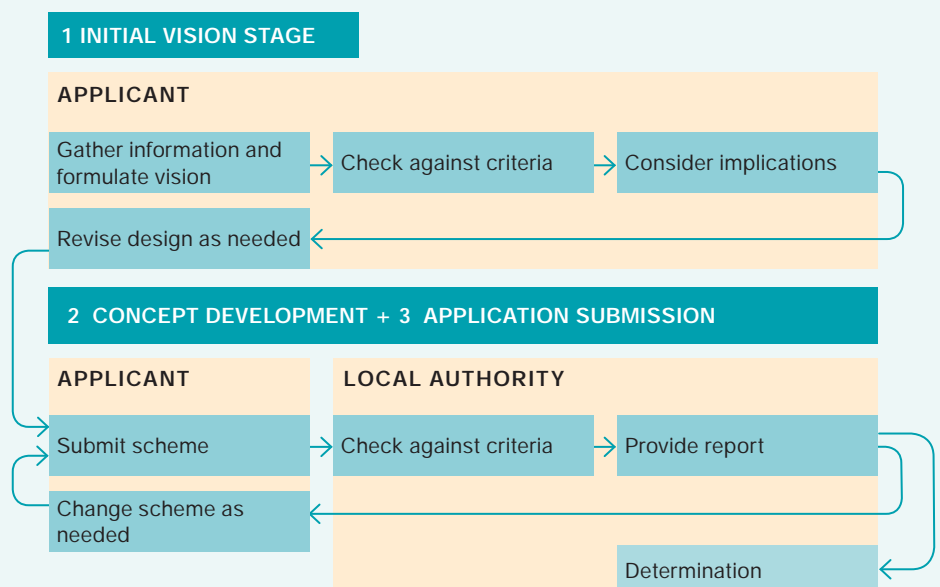 1 INITIAL VISION STAGE
APPLICANT
Gather information and
formulate vision
Check against criteria
Consider implications
Revise design as needed
2 CONCEPT DEVELOPMENT + 3 APPLICATION SUBMISSION
APPLICANT
LOCAL AUTHORITY
Submit scheme
Check against criteria
Provide report
Change scheme as
needed
Determination